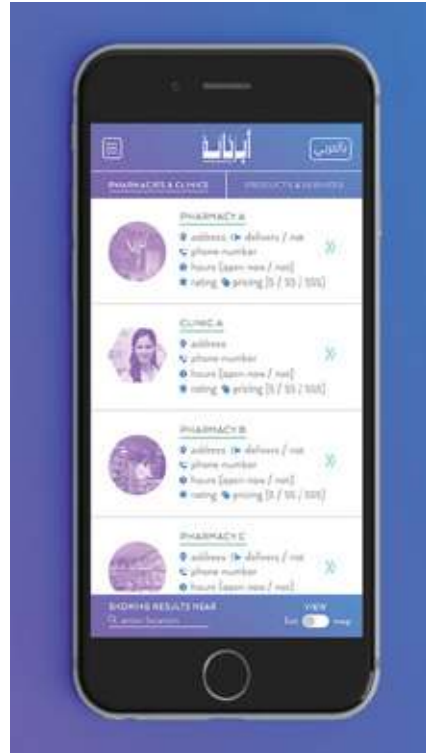 بالعربي
PHARMACIES & CLINICS
PRODUCTS & SERVICES
PHARMACY A
address delivers / not
phone number
hours [open now / not]
rating pricing [$ / $$ / $$$]
CLINIC A
address
phone number
hours [open now / not]
rating pricing [$ / $$ / $$$]
PHARMACY B
address delivers / not
phone number
hours [open now / not]
rating pricing [$ / $$ / $$$]
PHARMACY C
address delivers / not
phone number
hours [open now / not]
SHOWING RESULTS NEAR
enter location
VIEW
list map